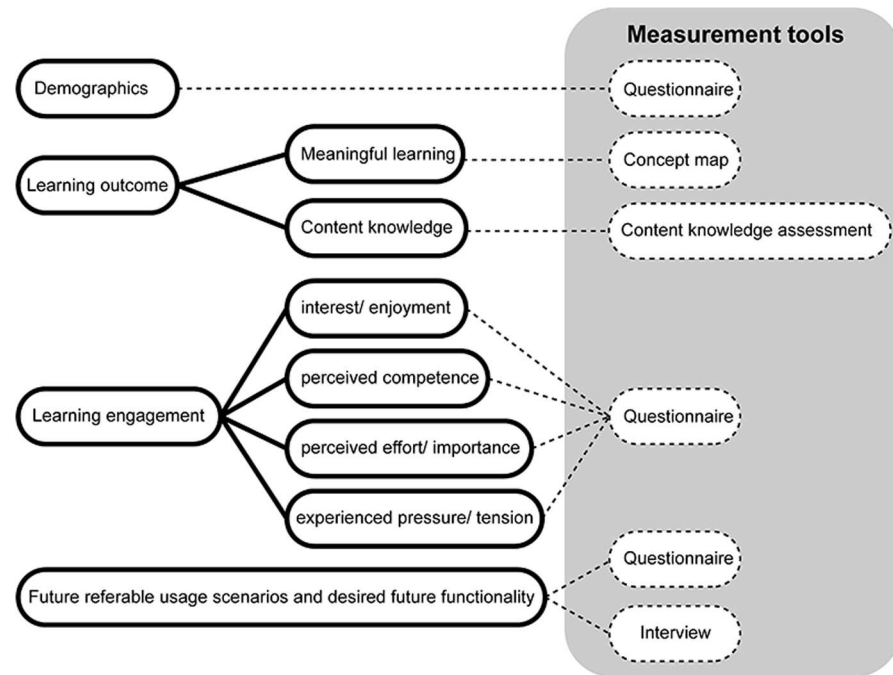 Measurement tools
Demographics
Questionnaire
Learning outcome
Meaningful learning
Concept map
Content knowledge
Content knowledge assessment
Learning engagement
interest/ enjoyment
perceived competence
perceived effort/ importance
experienced pressure/ tension
Questionnaire
Future referable usage scenarios and desired future functionality
Questionnaire
Interview